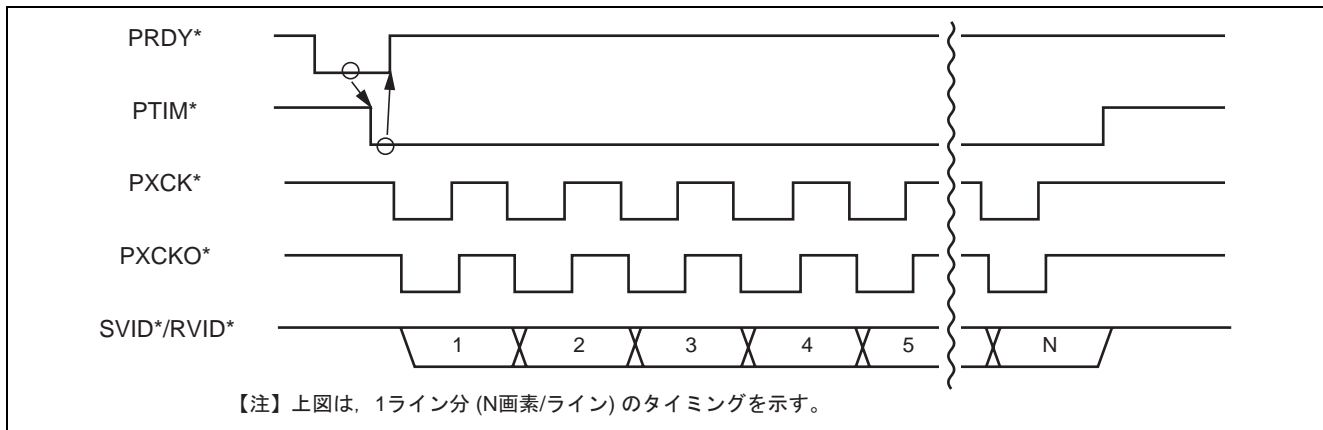 PRDY*
PTIM*
PXCK*
PXCKO*
SVID*/RVID*
1 2 3 4 5 N
【注】上図は，1ライン分 (N画素/ライン) のタイミングを示す。